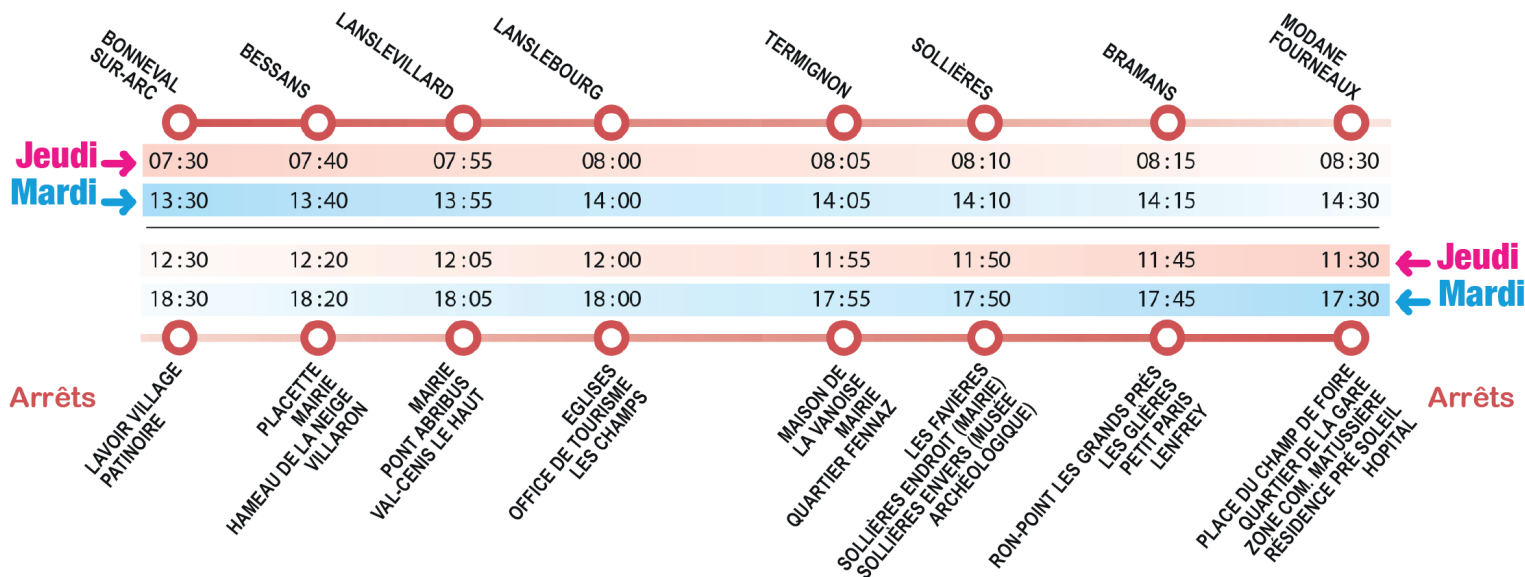 BONNEVAL
SUR-ARC
BESSANS
LANSLEVILLARD
LANSLEBOURG
TERMIGNON
SOLLIÈRES
BRAMANS
MODANE
FOURNEAUX
Jeudi 07:30 07:40 07:55 08:00 08:05 08:10 08:15 08:30
Mardi 13:30 13:40 13:55 14:00 14:05 14:10 14:15 14:30
12:30 12:20 12:05 12:00 11:55 11:50 11:45 11:30 Jeudi
18:30 18:20 18:05 18:00 17:55 17:50 17:45 17:30 Mardi
Arrêts
LAVOIR VILLAGE
PATINOIRE
PLACETTE
MAIRIE
HAMEAU DE LA NEIGE
VILLARON
MAIRIE
PONT ABRIBUS
VAL-CENIS LE HAUT
EGLISES
OFFICE DE TOURISME
LES CHAMPS
MAISON DE
LA VANOISE
MAIRIE
QUARTIER FENNAZ
LES FAVIÈRES
SOLLIÈRES ENDROIT (MAIRIE)
SOLLIÈRES ENVERS (MUSÉE
ARCHÉOLOGIQUE)
RON-POINT LES GRANDS PRÉS
LES GLIÈRES
PETIT PARIS
LENFREY
PLACE DU CHAMP DE FOIRE
QUARTIER DE LA GARE
ZONE COM. MATUSSIÈRE
RÉSIDENCE PRÉ SOLEIL
HOPITAL
Arrêts